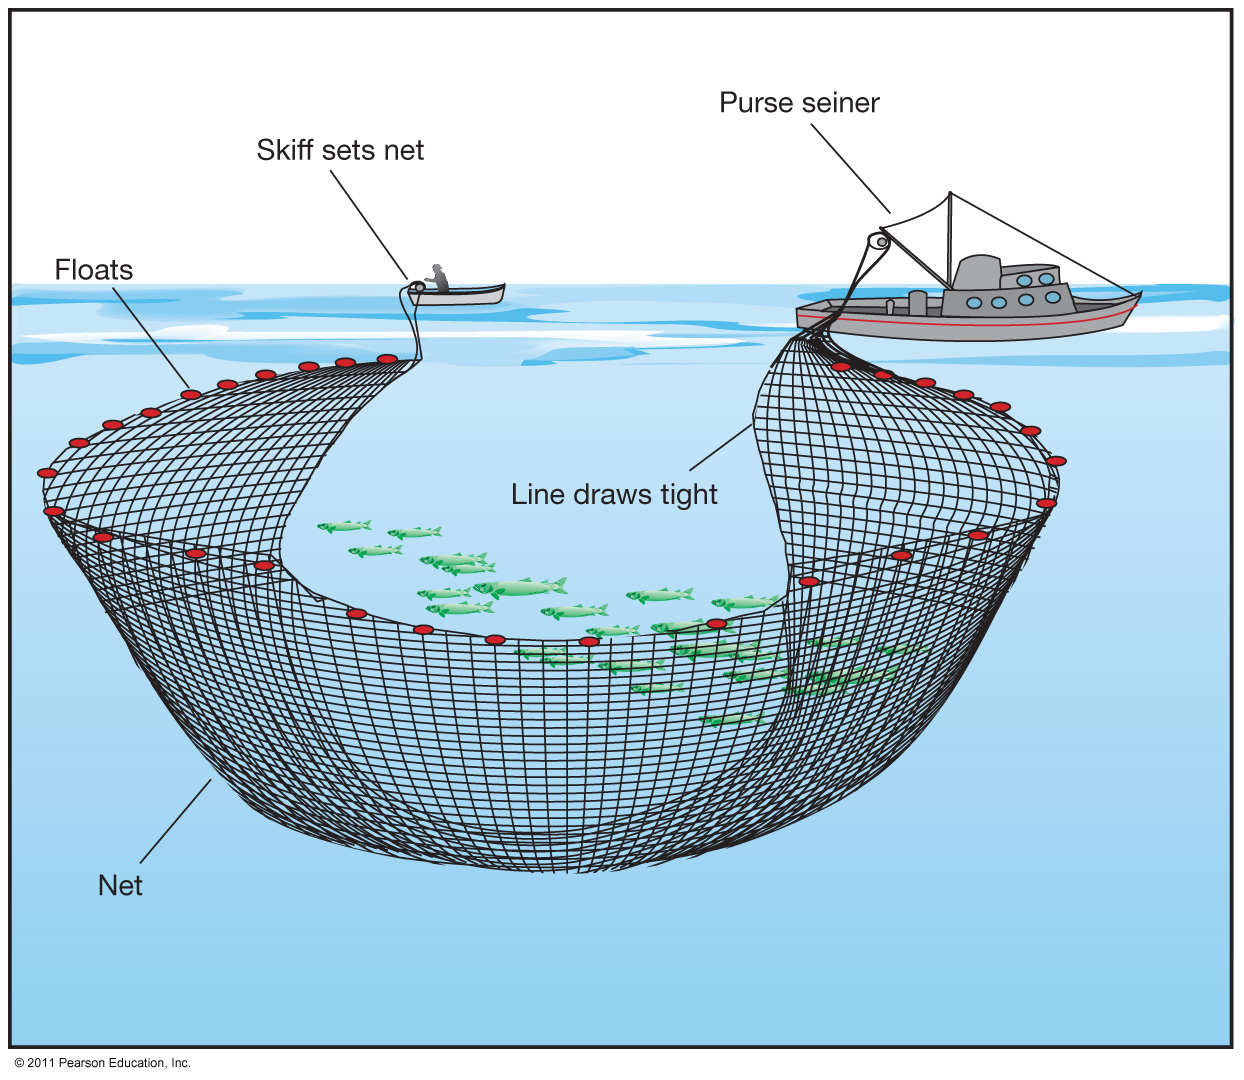 Purse seiner
Skiff sets net
Floats
Line draws tight
Net
© 2011 Pearson Education, Inc.